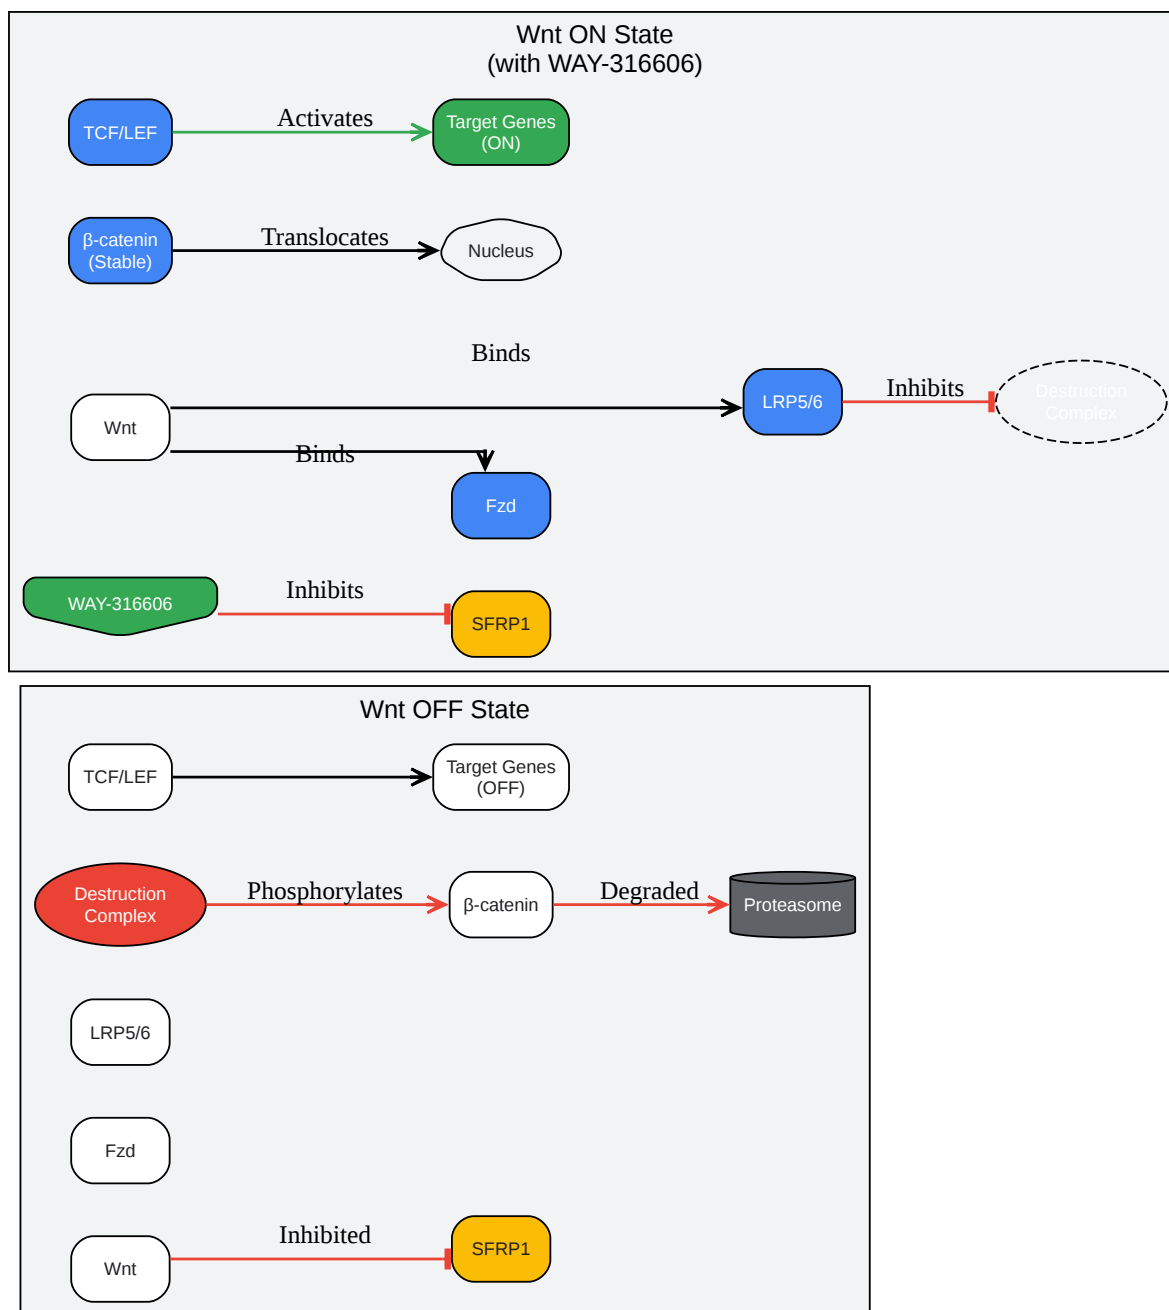 Wnt ON State
(with WAY-316606)
TCF/LEF
Activates
Target Genes
(ON)
β-catenin
(Stable)
Translocates
Nucleus
Binds
LRP5/6
Inhibits
Destruction
Complex
Wnt
Binds
Fzd
WAY-316606
Inhibits
SFRP1
Wnt OFF State
TCF/LEF
Target Genes
(OFF)
Destruction
Complex
Phosphorylates
β-catenin
Degraded
Proteasome
LRP5/6
Fzd
Wnt
Inhibited
SFRP1